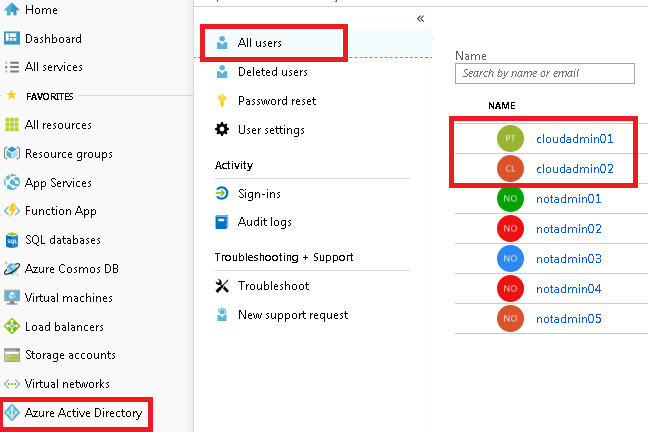 Home
Dashboard
All services
FAVORITES
All resources
Resource groups
App Services
Function App
SQL databases
Azure Cosmos DB
Virtual machines
Load balancers
Storage accounts
Virtual networks
Azure Active Directory
«
All users
Deleted users
Password reset
User settings
Activity
Sign-ins
Audit logs
Troubleshooting + Support
Troubleshoot
New support request
Name
Search by name or email
NAME
PT cloudadmin01
CL cloudadmin02
NO notadmin01
NO notadmin02
NO notadmin03
NO notadmin04
NO notadmin05